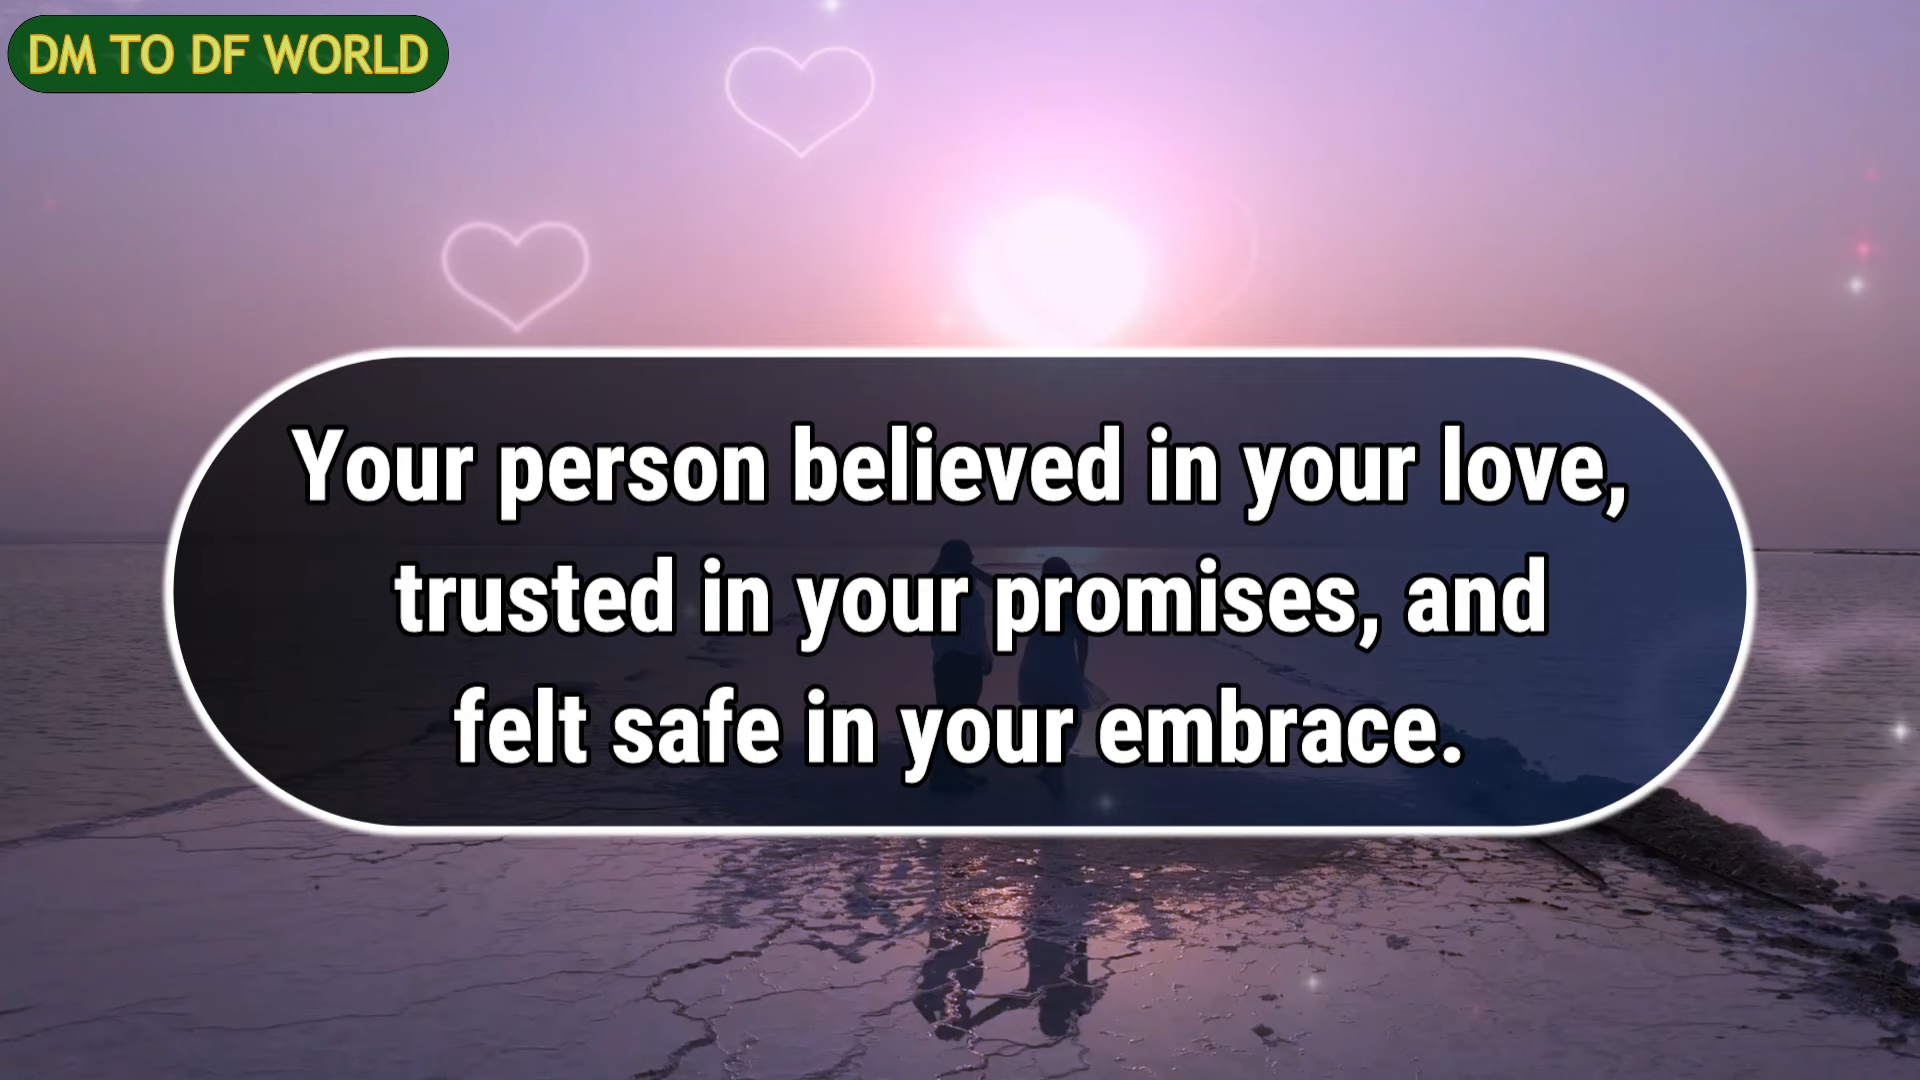 DM TO DF WORLD
Your person believed in your love,
trusted in your promises, and
felt safe in your embrace.